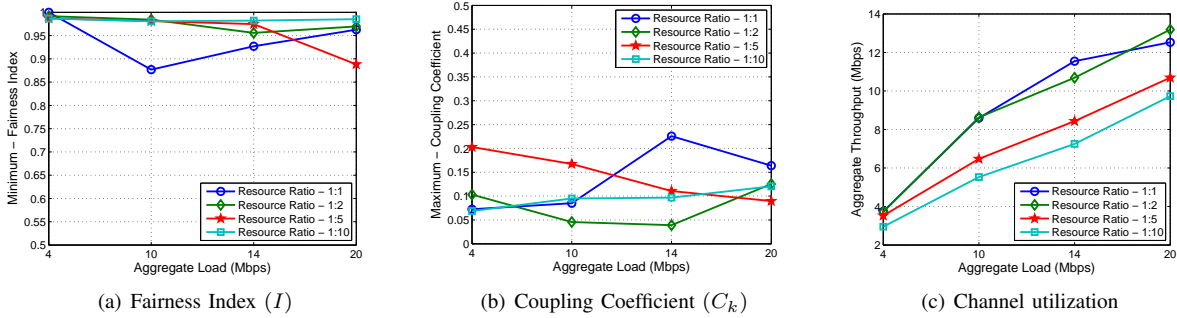 1
0.95
0.9
0.85
0.8
0.75
0.7
0.65
0.6
0.55
0.5
Minimum − Fairness Index
4
10
14
20
Aggregate Load (Mbps)
Resource Ratio − 1:1
Resource Ratio − 1:2
Resource Ratio − 1:5
Resource Ratio − 1:10
(a) Fairness Index (I)
0.5
0.45
0.4
0.35
0.3
0.25
0.2
0.15
0.1
0.05
0
Maximum − Coupling Coefficient
4
10
14
20
Aggregate Load (Mbps)
Resource Ratio − 1:1
Resource Ratio − 1:2
Resource Ratio − 1:5
Resource Ratio − 1:10
(b) Coupling Coefficient (C_k)
14
12
10
8
6
4
2
Aggregate Throughput (Mbps)
4
10
14
20
Aggregate Load (Mbps)
Resource Ratio − 1:1
Resource Ratio − 1:2
Resource Ratio − 1:5
Resource Ratio − 1:10
(c) Channel utilization